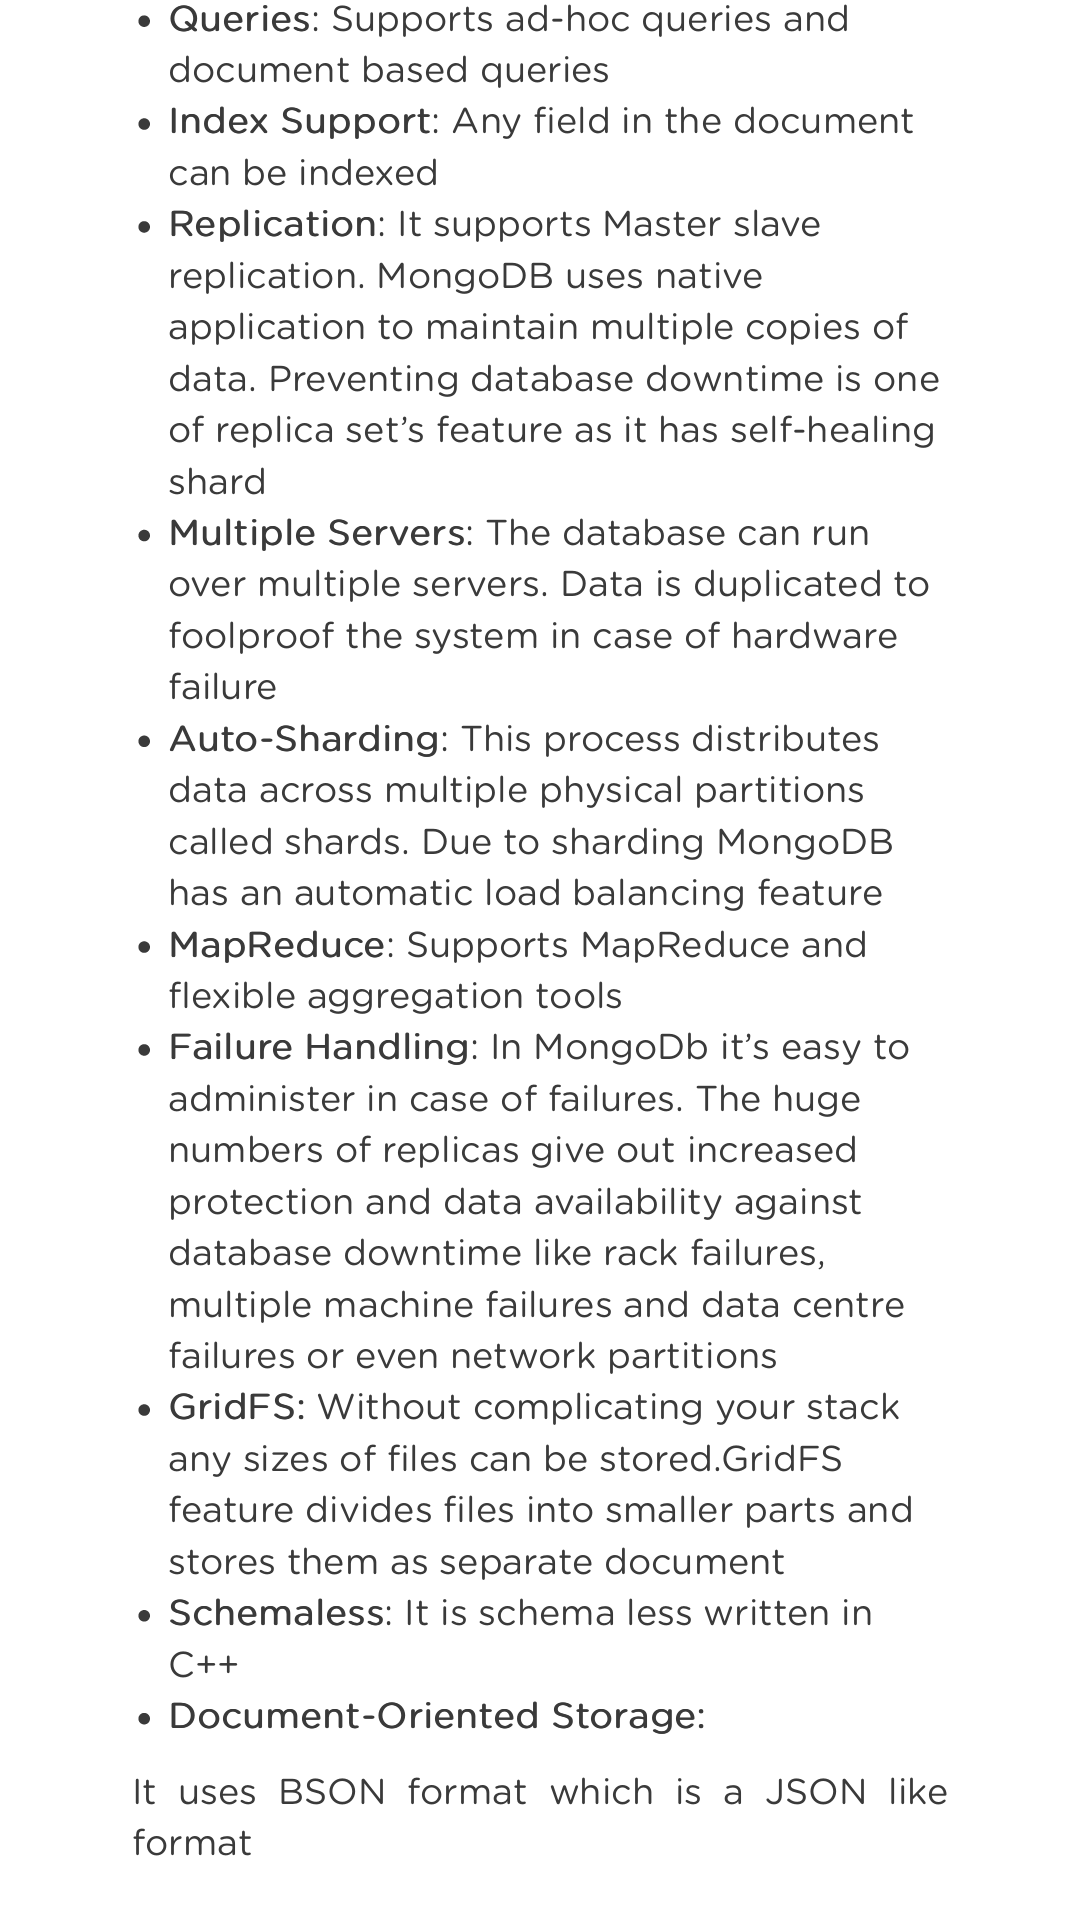 • Queries: Supports ad-hoc queries and
document based queries
• Index Support: Any field in the document
can be indexed
• Replication: It supports Master slave
replication. MongoDB uses native
application to maintain multiple copies of
data. Preventing database downtime is one
of replica set’s feature as it has self-healing
shard
• Multiple Servers: The database can run
over multiple servers. Data is duplicated to
foolproof the system in case of hardware
failure
• Auto-Sharding: This process distributes
data across multiple physical partitions
called shards. Due to sharding MongoDB
has an automatic load balancing feature
• MapReduce: Supports MapReduce and
flexible aggregation tools
• Failure Handling: In MongoDb it’s easy to
administer in case of failures. The huge
numbers of replicas give out increased
protection and data availability against
database downtime like rack failures,
multiple machine failures and data centre
failures or even network partitions
• GridFS: Without complicating your stack
any sizes of files can be stored.GridFS
feature divides files into smaller parts and
stores them as separate document
• Schemaless: It is schema less written in
C++
• Document-Oriented Storage:
It uses BSON format which is a JSON like
format